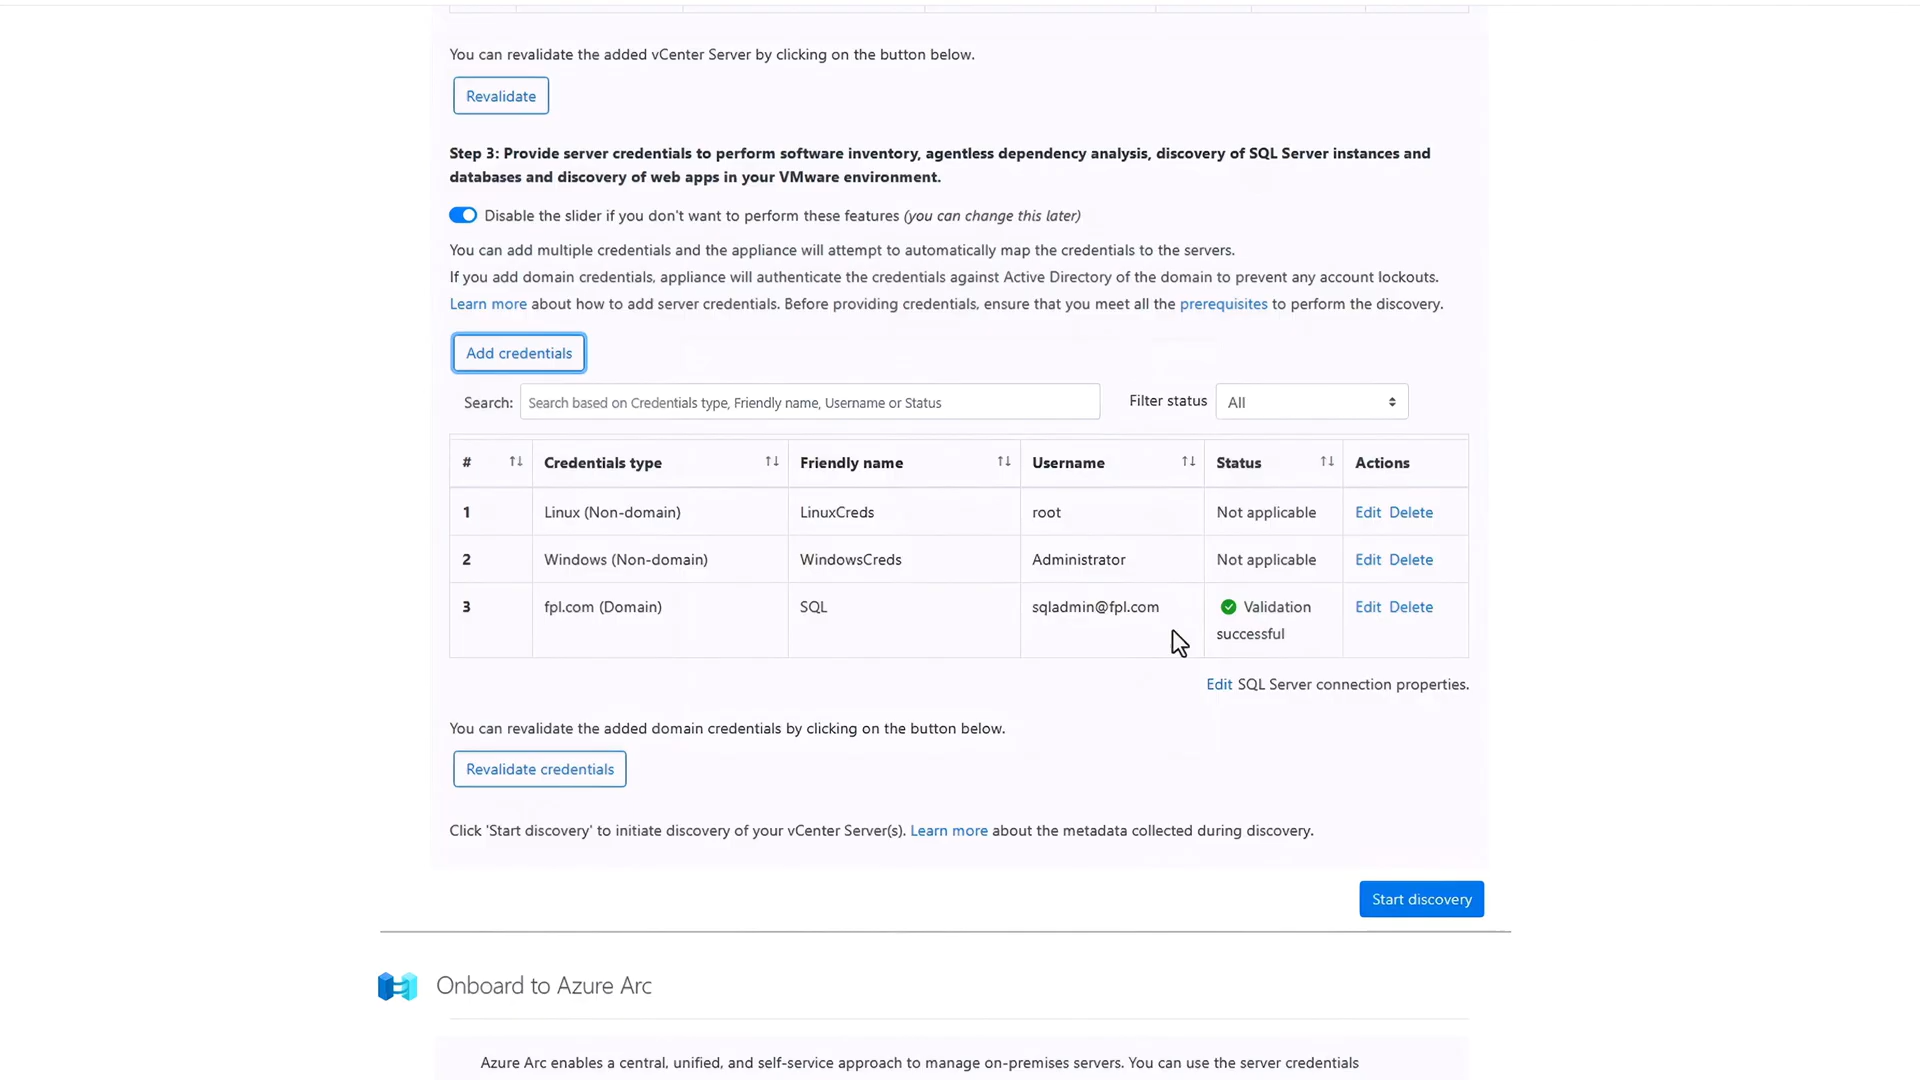 You can revalidate the added vCenter Server by clicking on the button below.
Revalidate
Step 3: Provide server credentials to perform software inventory, agentless dependency analysis, discovery of SQL Server instances and
databases and discovery of web apps in your VMware environment.
Disable the slider if you don't want to perform these features (you can change this later)
You can add multiple credentials and the appliance will attempt to automatically map the credentials to the servers.
If you add domain credentials, appliance will authenticate the credentials against Active Directory of the domain to prevent any account lockouts.
Learn more about how to add server credentials. Before providing credentials, ensure that you meet all the prerequisites to perform the discovery.
Add credentials
Search: Search based on Credentials type, Friendly name, Username or Status Filter status All
# Credentials type Friendly name Username Status Actions
1 Linux (Non-domain) LinuxCreds root Not applicable Edit Delete
2 Windows (Non-domain) WindowsCreds Administrator Not applicable Edit Delete
3 fpl.com (Domain) SQL sqladmin@fpl.com Validation Edit Delete
successful
Edit SQL Server connection properties.
You can revalidate the added domain credentials by clicking on the button below.
Revalidate credentials
Click 'Start discovery' to initiate discovery of your vCenter Server(s). Learn more about the metadata collected during discovery.
Start discovery
Onboard to Azure Arc
Azure Arc enables a central, unified, and self-service approach to manage on-premises servers. You can use the server credentials